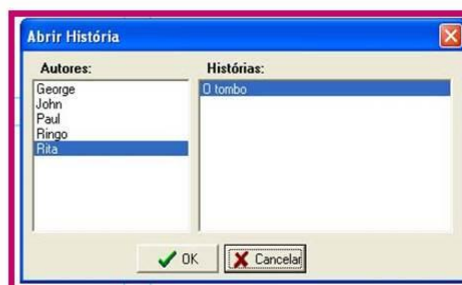 Abrir História
Autores:
George
John
Paul
Ringo
Rita
Histórias:
O tombo
OK
Cancelar